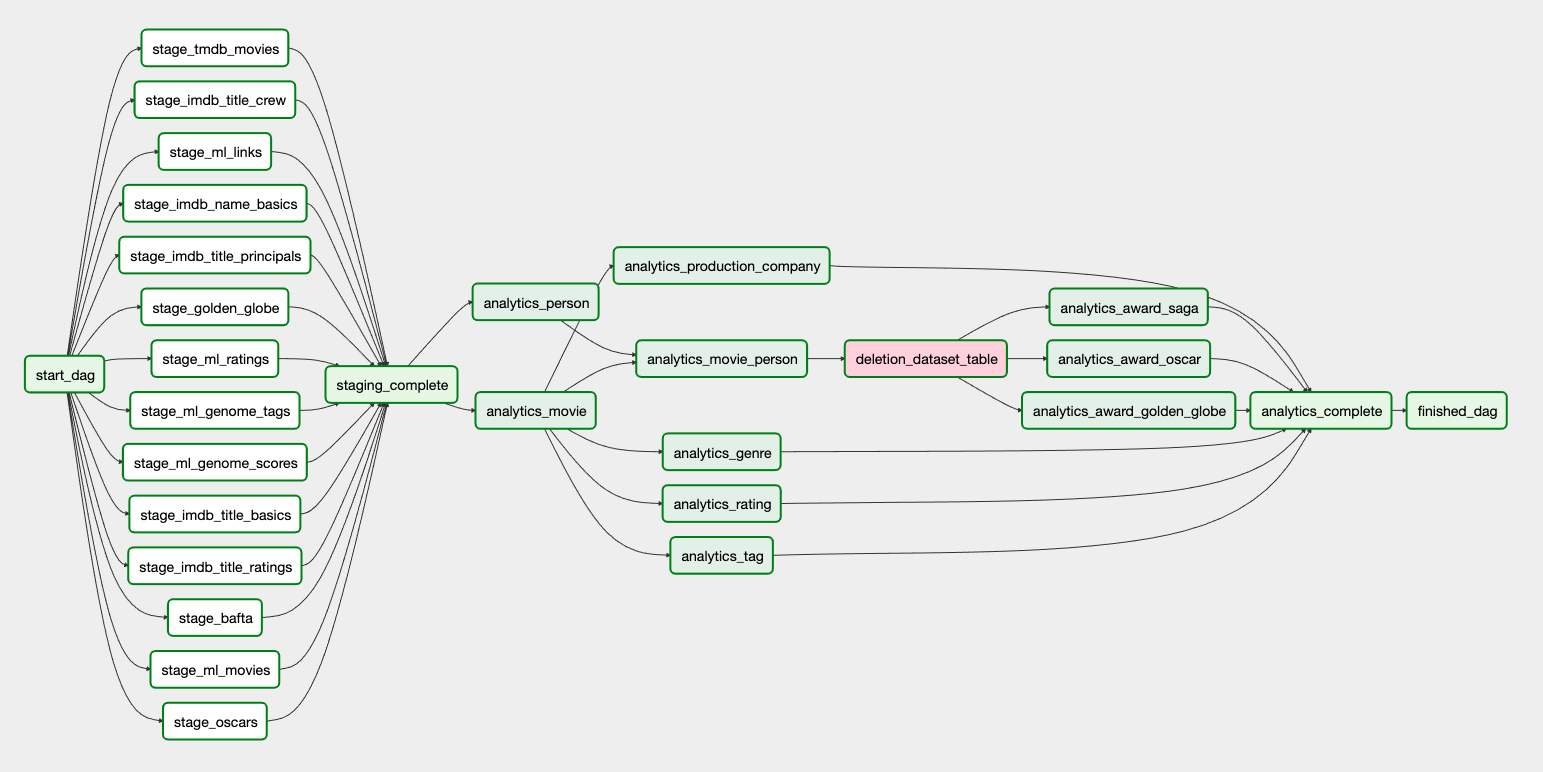 start_dag
stage_tmdb_movies
stage_imdb_title_crew
stage_ml_links
stage_imdb_name_basics
stage_imdb_title_principals
stage_golden_globe
stage_ml_ratings
stage_ml_genome_tags
stage_ml_genome_scores
stage_imdb_title_basics
stage_imdb_title_ratings
stage_bafta
stage_ml_movies
stage_oscars
staging_complete
analytics_person
analytics_movie
analytics_production_company
analytics_movie_person
analytics_genre
analytics_rating
analytics_tag
deletion_dataset_table
analytics_award_saga
analytics_award_oscar
analytics_award_golden_globe
analytics_complete
finished_dag